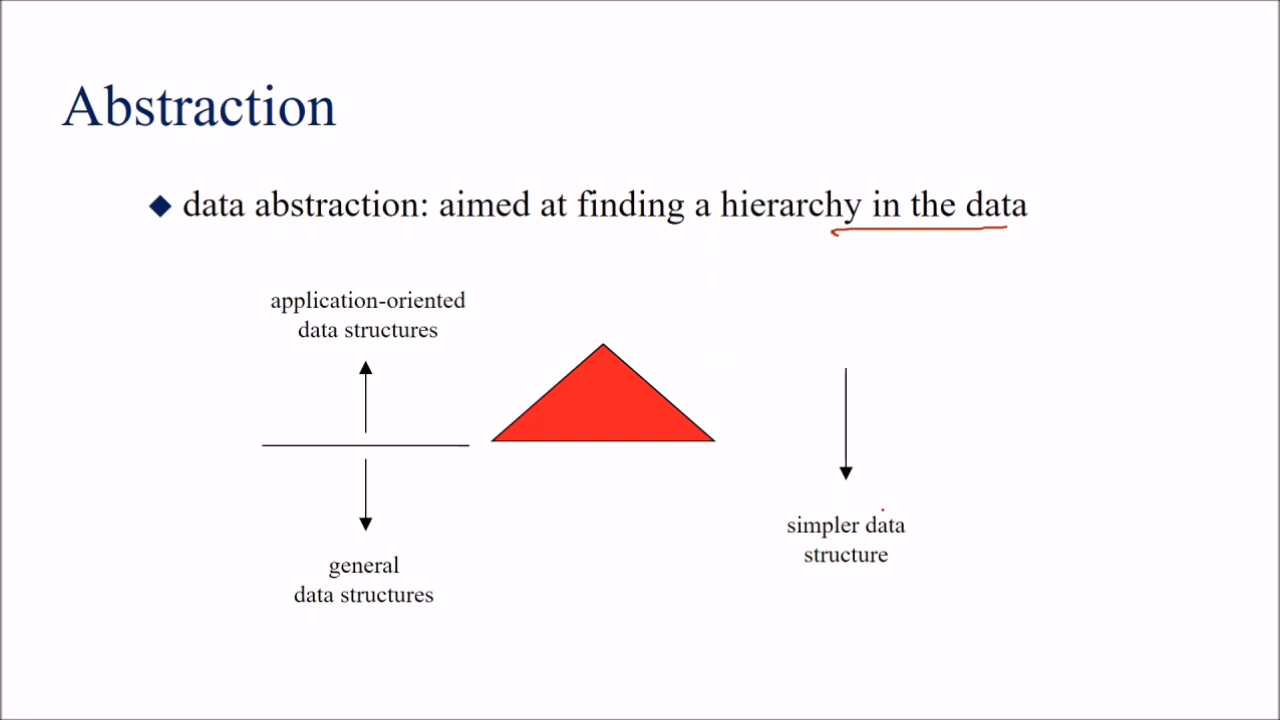 Abstraction
data abstraction: aimed at finding a hierarchy in the data
application-oriented
data structures
general
data structures
simpler data
structure